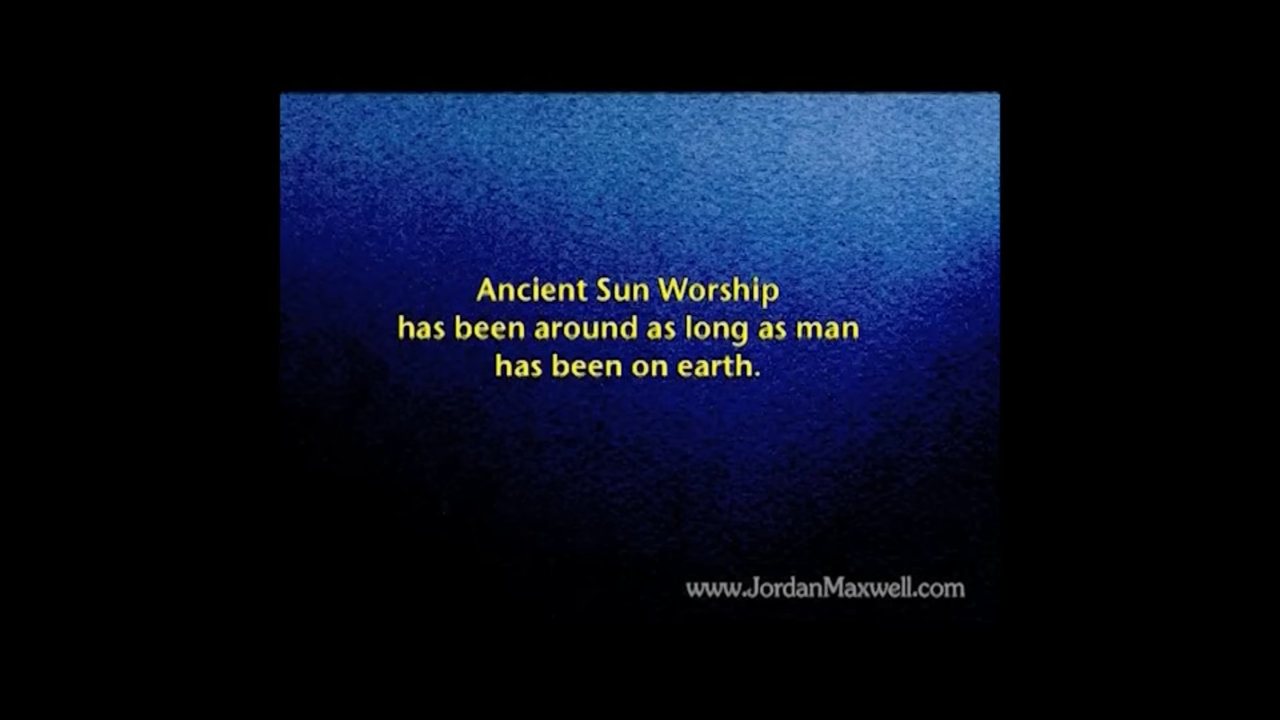 Ancient Sun Worship
has been around as long as man
has been on earth.
www.JordanMaxwell.com